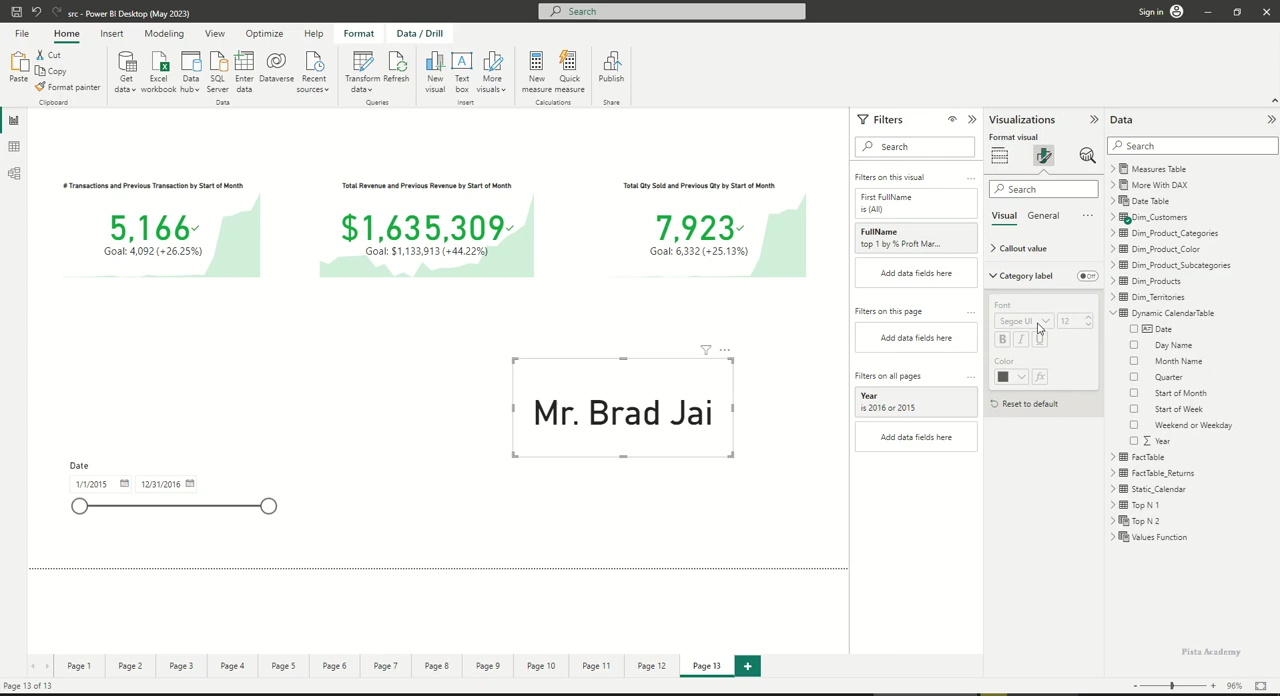 src - Power BI Desktop (May 2023)
Search
Sign in
File
Home
Insert
Modeling
View
Optimize
Help
Format
Data / Drill
Paste
Cut
Copy
Format painter
Clipboard
Get data
Excel workbook
Data hub
SQL Server
Enter data
Dataverse
Recent sources
Data
Transform data
Refresh
Queries
New visual
Text box
More visuals
Insert
New measure
Quick measure
Calculations
Publish
Share
# Transactions and Previous Transaction by Start of Month
5,166
Goal: 4,092 (+26.25%)
Total Revenue and Previous Revenue by Start of Month
$1,635,309
Goal: $1,133,913 (+44.22%)
Total Qty Sold and Previous Qty by Start of Month
7,923
Goal: 6,332 (+25.13%)
Mr. Brad Jai
Date
1/1/2015
12/31/2016
Filters
Search
Filters on this visual
First FullName
is (All)
FullName
top 1 by % Proft Mar...
Add data fields here
Filters on this page
Add data fields here
Filters on all pages
Year
is 2016 or 2015
Add data fields here
Visualizations
Format visual
Search
Visual
General
Callout value
Category label
Off
Font
Segoe UI
12
B
I
U
Color
fx
Reset to default
Data
Search
Measures Table
More With DAX
Date Table
Dim_Customers
Dim_Product_Categories
Dim_Product_Color
Dim_Product_Subcategories
Dim_Products
Dim_Territories
Dynamic CalendarTable
Date
Day Name
Month Name
Quarter
Start of Month
Start of Week
Weekend or Weekday
Year
FactTable
FactTable_Returns
Static_Calendar
Top N 1
Top N 2
Values Function
Pista Academy
Page 1
Page 2
Page 3
Page 4
Page 5
Page 6
Page 7
Page 8
Page 9
Page 10
Page 11
Page 12
Page 13
Page 13 of 13
96%